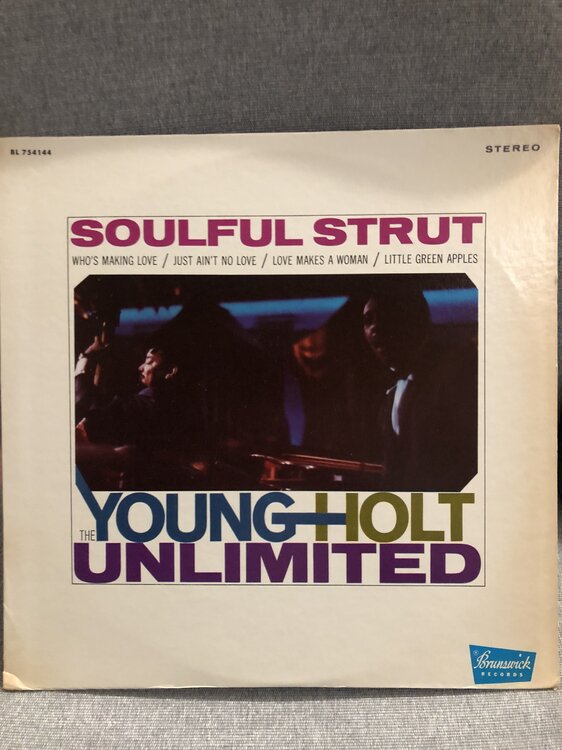 BL 754144
STEREO
SOULFUL STRUT
WHO'S MAKING LOVE / JUST AIN'T NO LOVE / LOVE MAKES A WOMAN / LITTLE GREEN APPLES
THE YOUNG-HOLT
UNLIMITED
Brunswick
RECORDS